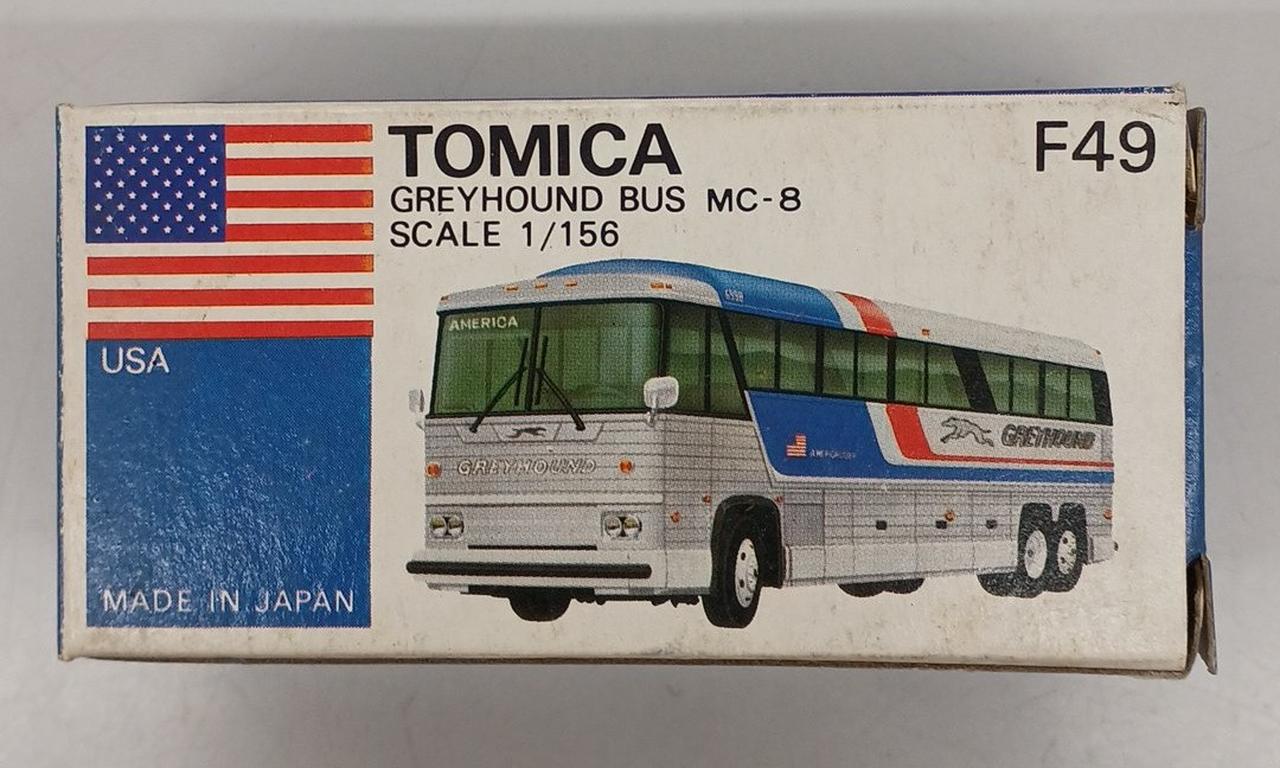 TOMICA
F49
GREYHOUND BUS MC-8
SCALE 1/156
USA
MADE IN JAPAN
AMERICA
GREYHOUND
GREYHOUND